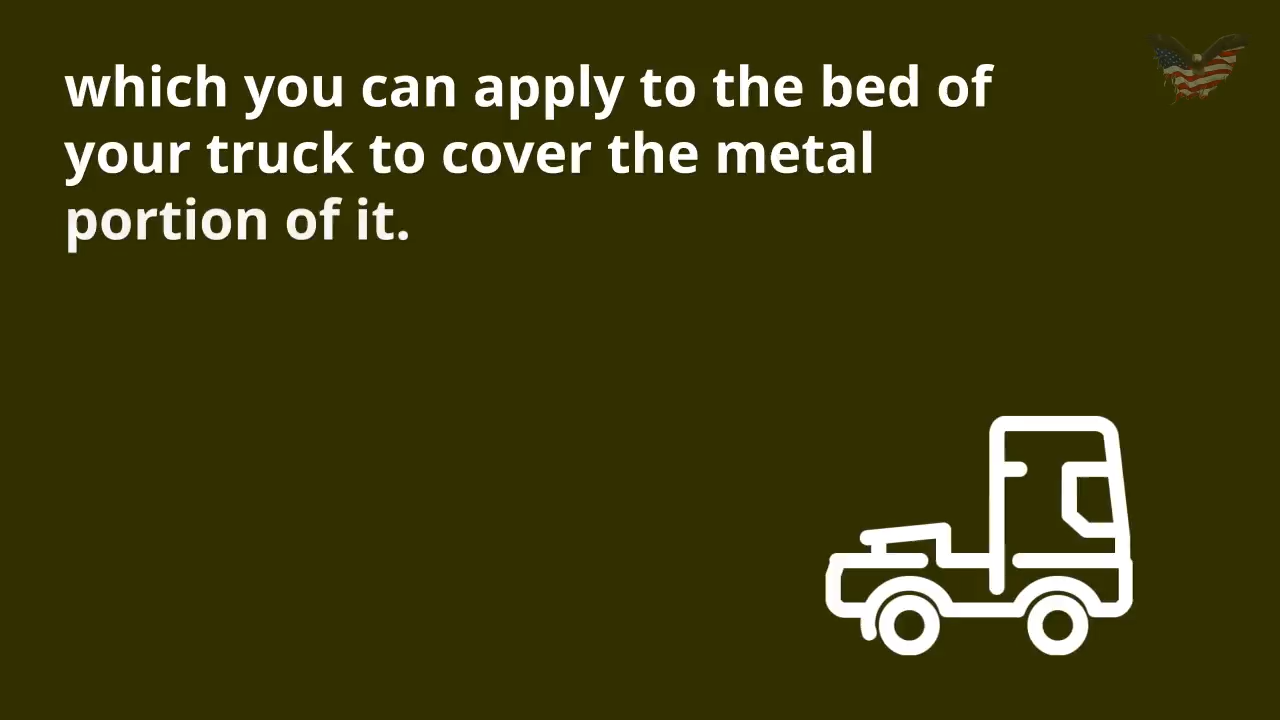 which you can apply to the bed of
your truck to cover the metal
portion of it.